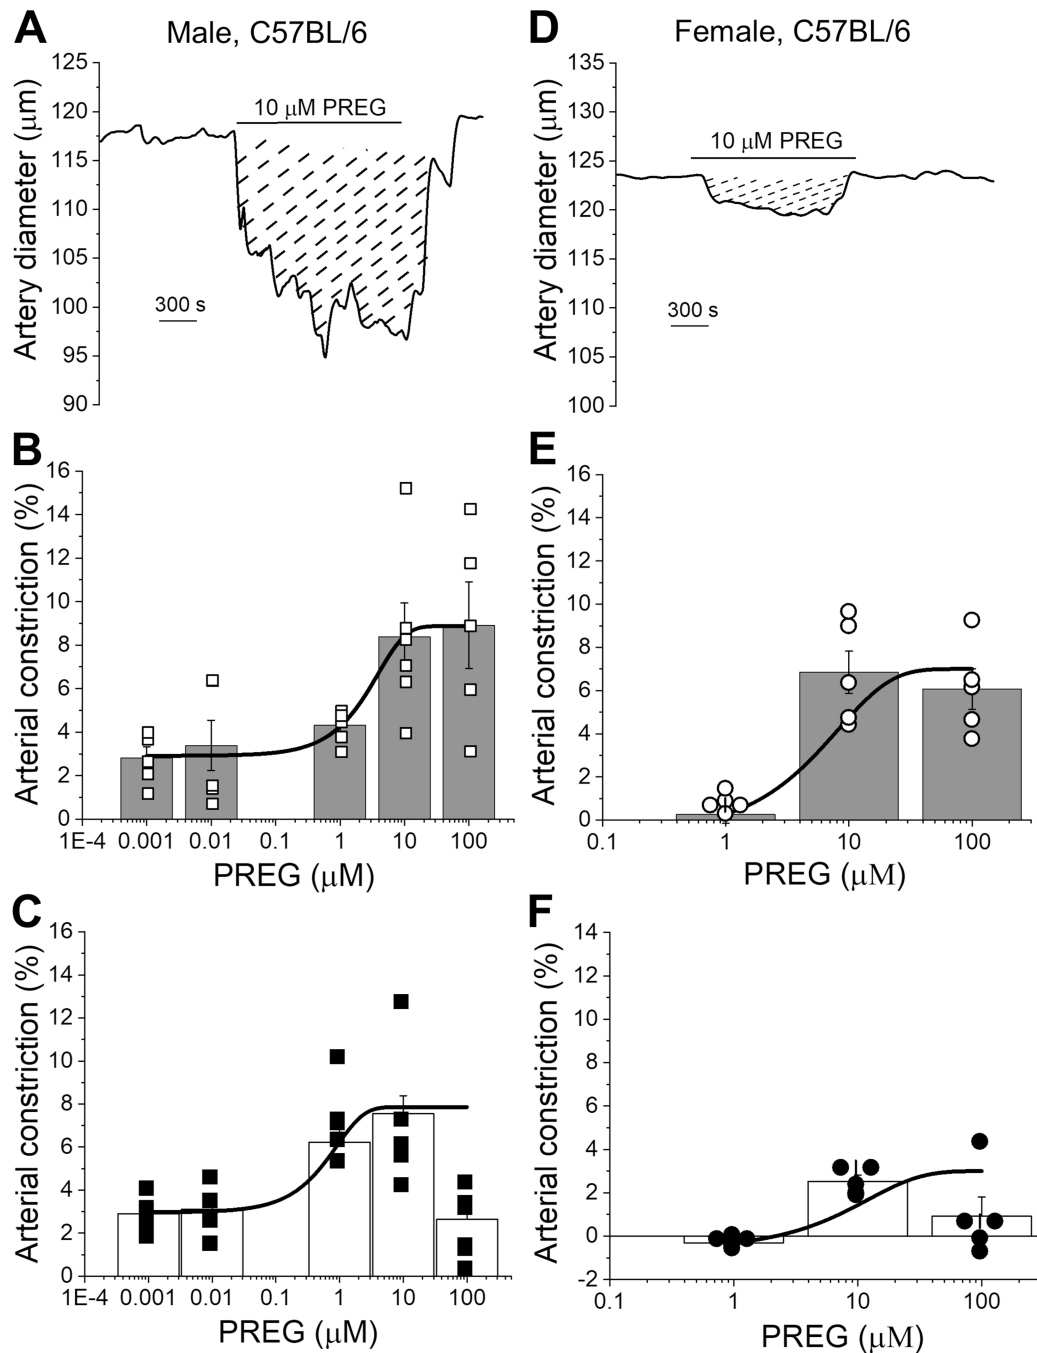 A
Male, C57BL/6
Artery diameter (μm)
125
120
115
110
105
100
95
90
10 μM PREG
300 s
D
Female, C57BL/6
Artery diameter (μm)
135
130
125
120
115
110
105
100
10 μM PREG
300 s
B
Arterial constriction (%)
16
14
12
10
8
6
4
2
0
1E-4 0.001 0.01 0.1 1 10 100
PREG (μM)
E
Arterial constriction (%)
16
14
12
10
8
6
4
2
0
0.1 1 10 100
PREG (μM)
C
Arterial constriction (%)
16
14
12
10
8
6
4
2
0
1E-4 0.001 0.01 0.1 1 10 100
PREG (μM)
F
Arterial constriction (%)
14
12
10
8
6
4
2
0
-2
0.1 1 10 100
PREG (μM)